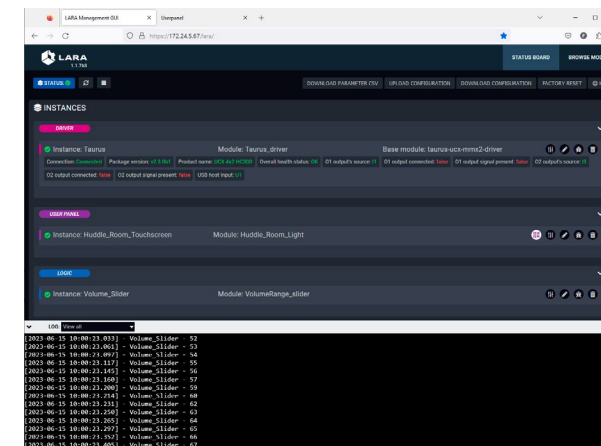 LARA Management GUI
Userpanel
https://172.24.5.67/lara/
LARA
1.1.7b3
STATUS BOARD
BROWSE MOD
STATUS:
DOWNLOAD PARAMETER CSV
UPLOAD CONFIGURATION
DOWNLOAD CONFIGURATION
FACTORY RESET
INSTANCES
DRIVER
Instance: Taurus
Module: Taurus_driver
Base module: taurus-ucx-mmx2-driver
Connection: Connected
Package version: v2.3.0b1
Product name: UCX-4x2-HC30D
Overall health status: OK
O1 output's source: I1
O1 output connected: false
O1 output signal present: false
O2 output's source: I1
O2 output connected: false
O2 output signal present: false
USB host input: U1
USER PANEL
Instance: Huddle_Room_Touchscreen
Module: Huddle_Room_Light
LOGIC
Instance: Volume_Slider
Module: VolumeRange_slider
LOG: View all
[2023-06-15 10:00:23.033] - Volume_Slider - 52
[2023-06-15 10:00:23.061] - Volume_Slider - 53
[2023-06-15 10:00:23.097] - Volume_Slider - 54
[2023-06-15 10:00:23.117] - Volume_Slider - 55
[2023-06-15 10:00:23.145] - Volume_Slider - 56
[2023-06-15 10:00:23.160] - Volume_Slider - 57
[2023-06-15 10:00:23.200] - Volume_Slider - 59
[2023-06-15 10:00:23.214] - Volume_Slider - 60
[2023-06-15 10:00:23.231] - Volume_Slider - 62
[2023-06-15 10:00:23.250] - Volume_Slider - 63
[2023-06-15 10:00:23.265] - Volume_Slider - 64
[2023-06-15 10:00:23.297] - Volume_Slider - 65
[2023-06-15 10:00:23.352] - Volume_Slider - 66
[2023-06-15 10:00:23.405] - Volume_Slider - 67